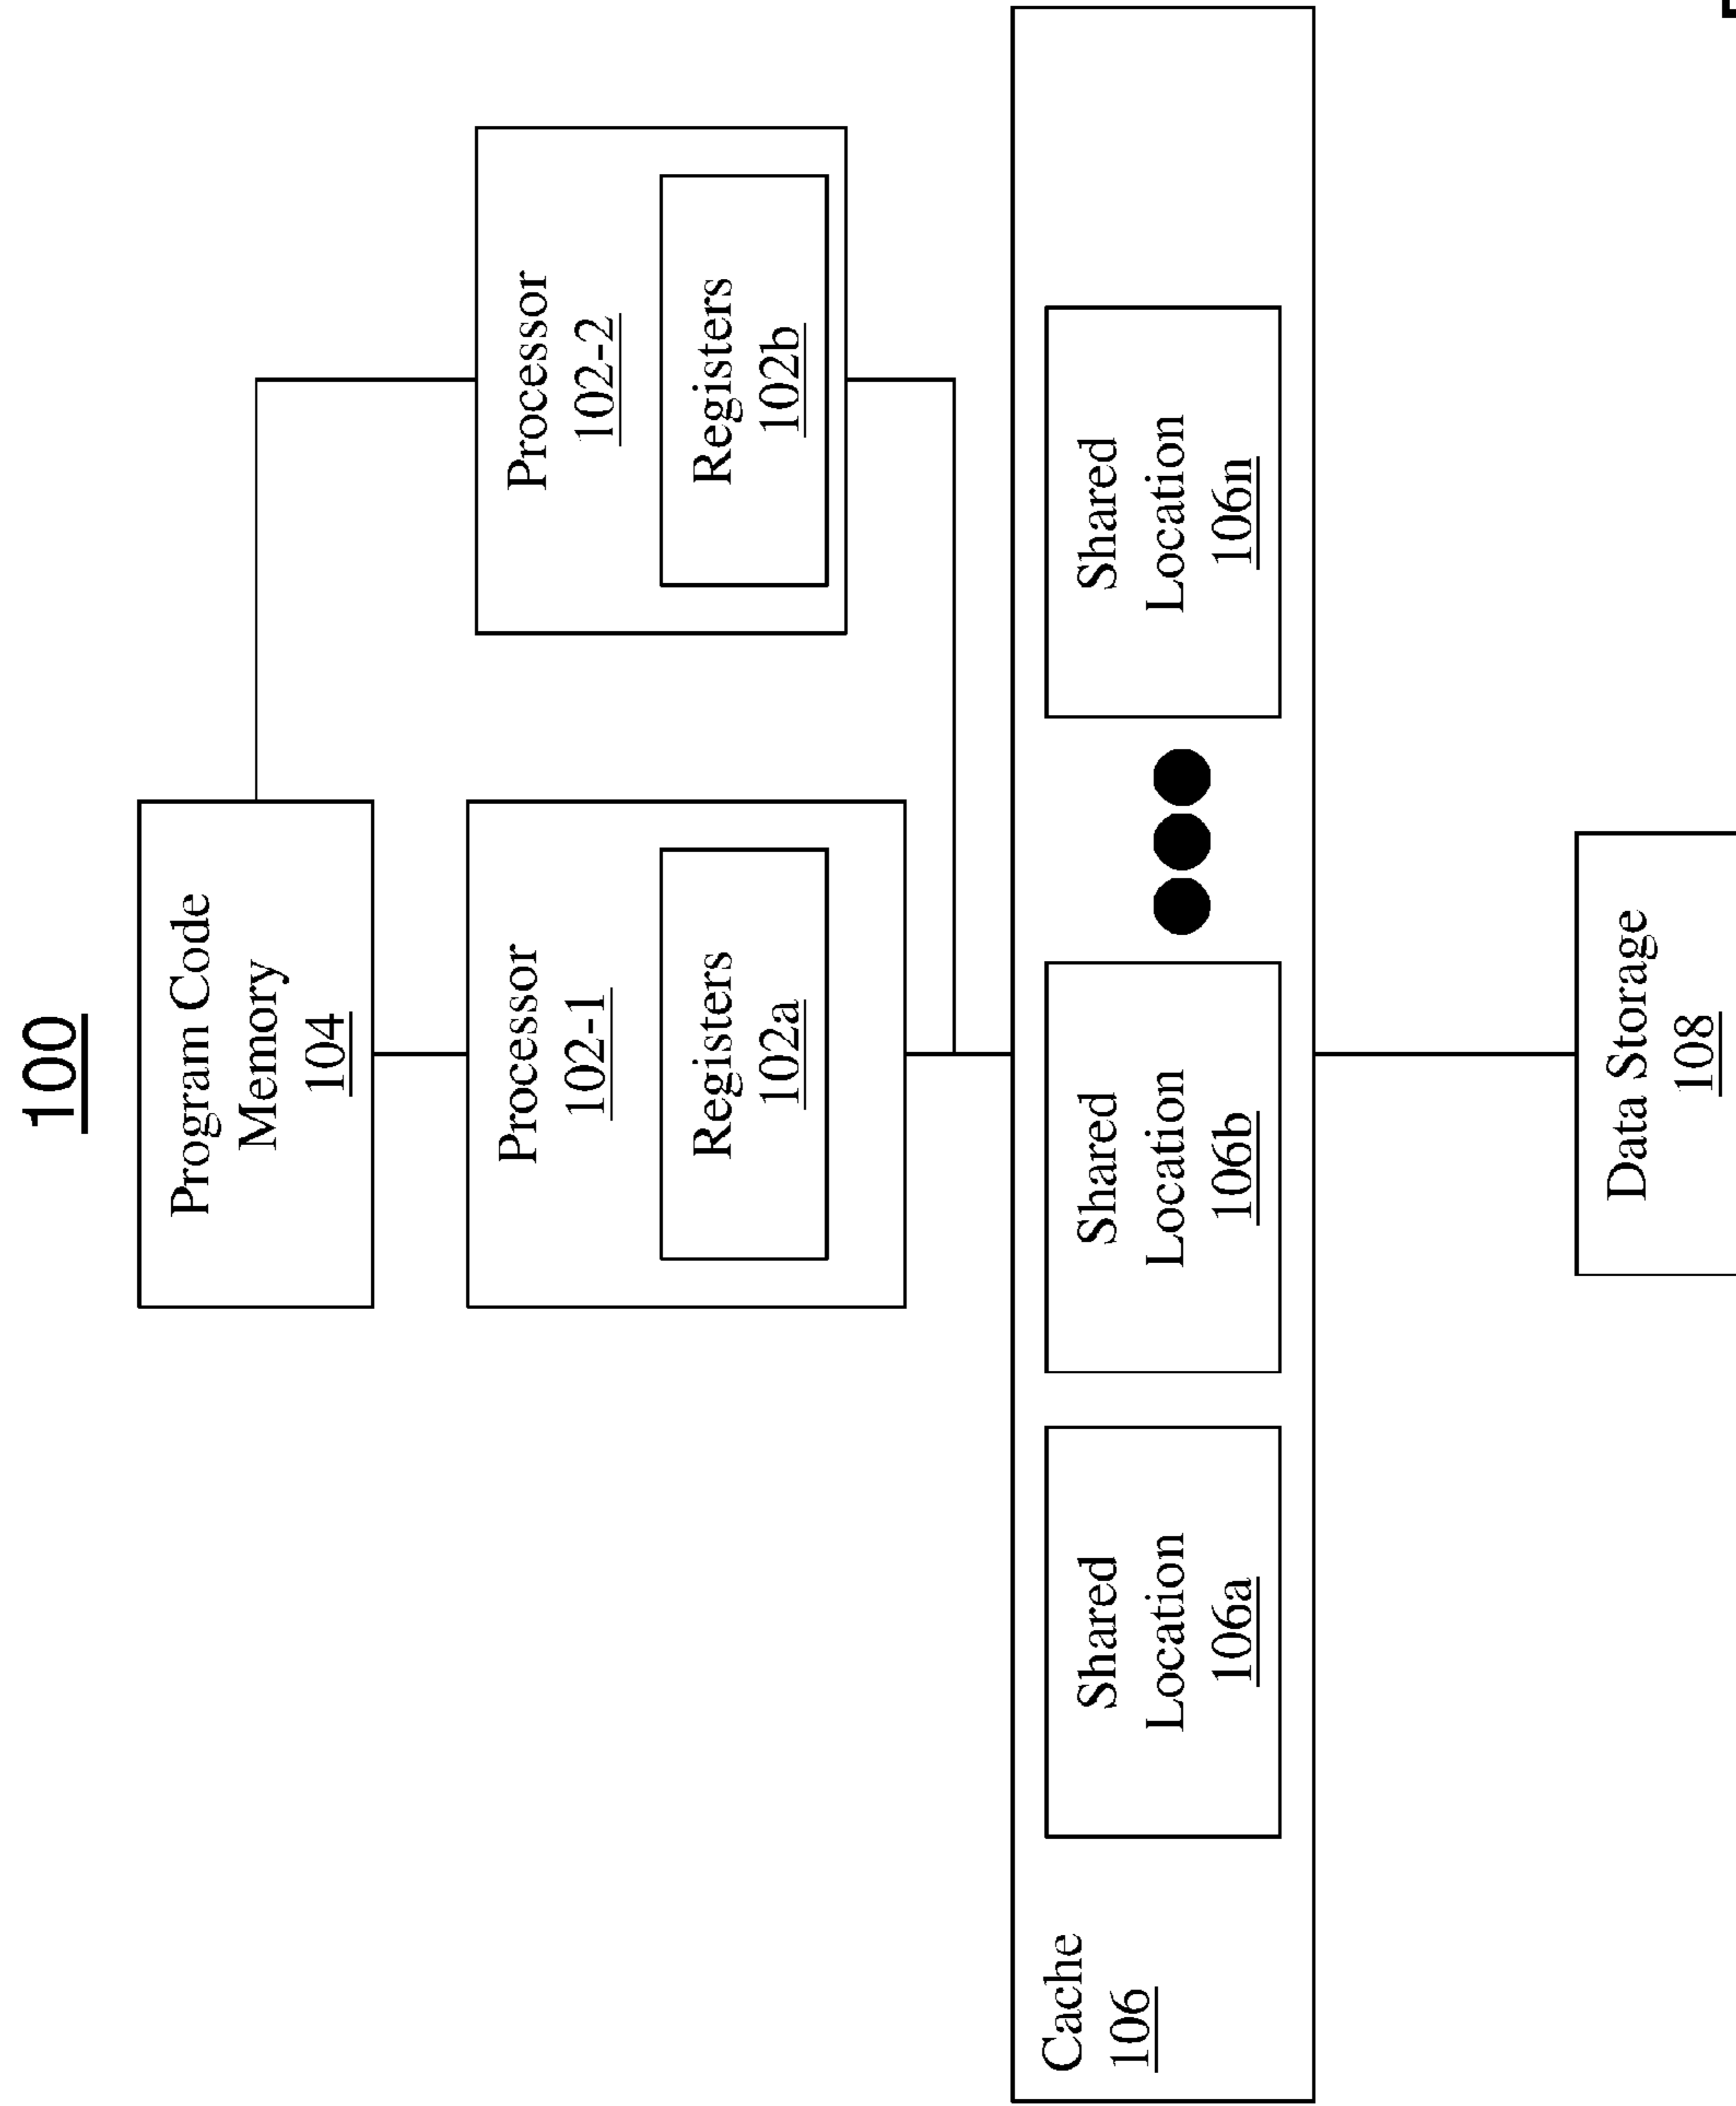 100
Program Code
Memory
104
Processor
102-1
Registers
102a
Processor
102-2
Registers
102b
Cache
106
Shared
Location
106a
Shared
Location
106b
Shared
Location
106n
Data Storage
108